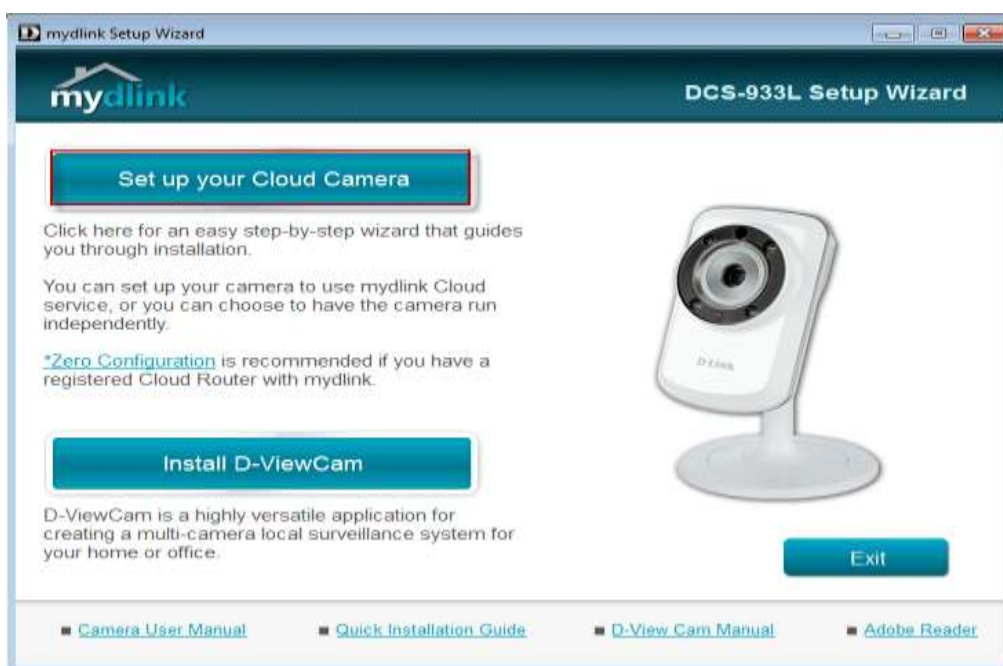 mydlink Setup Wizard
mydlink
DCS-933L Setup Wizard
Set up your Cloud Camera
Click here for an easy step-by-step wizard that guides
you through installation.
You can set up your camera to use mydlink Cloud
service, or you can choose to have the camera run
independently.
*Zero Configuration is recommended if you have a
registered Cloud Router with mydlink.
D-Link
Install D-ViewCam
D-ViewCam is a highly versatile application for
creating a multi-camera local surveillance system for
your home or office.
Exit
Camera User Manual
Quick Installation Guide
D-View Cam Manual
Adobe Reader